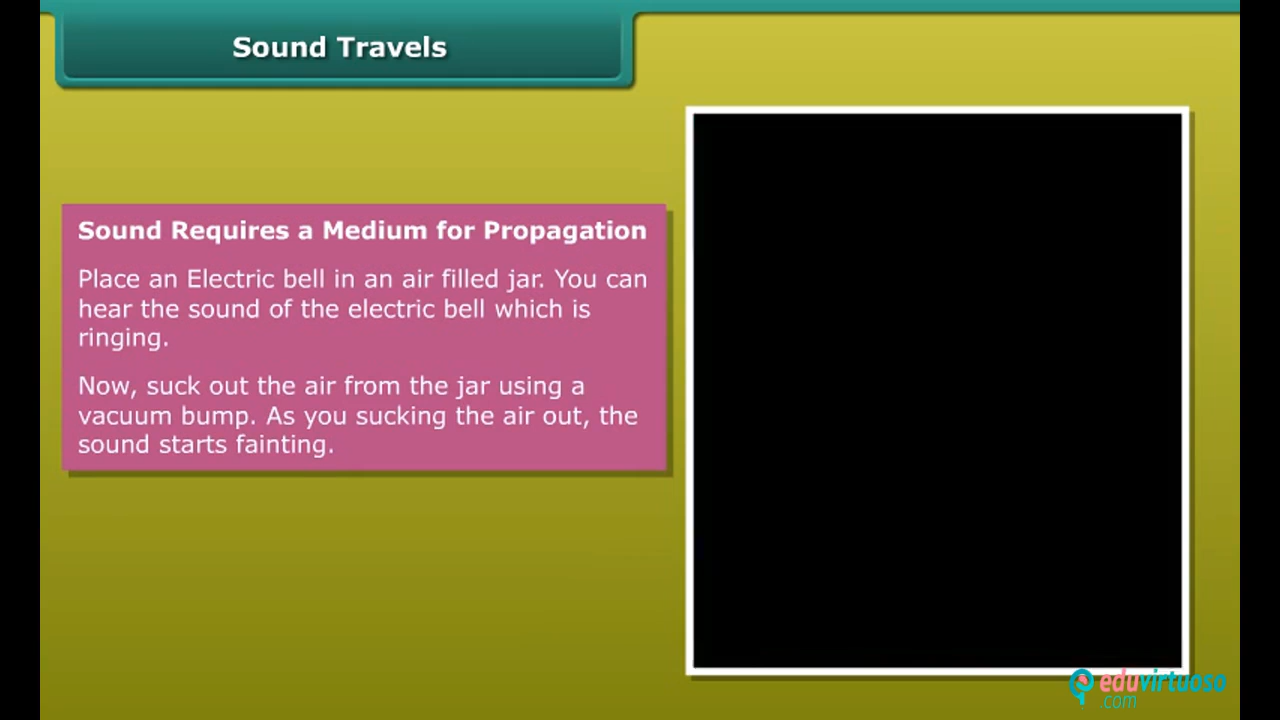 Sound Travels
Sound Requires a Medium for Propagation
Place an Electric bell in an air filled jar. You can
hear the sound of the electric bell which is
ringing.
Now, suck out the air from the jar using a
vacuum bump. As you sucking the air out, the
sound starts fainting.
eduvirtuoso
.com